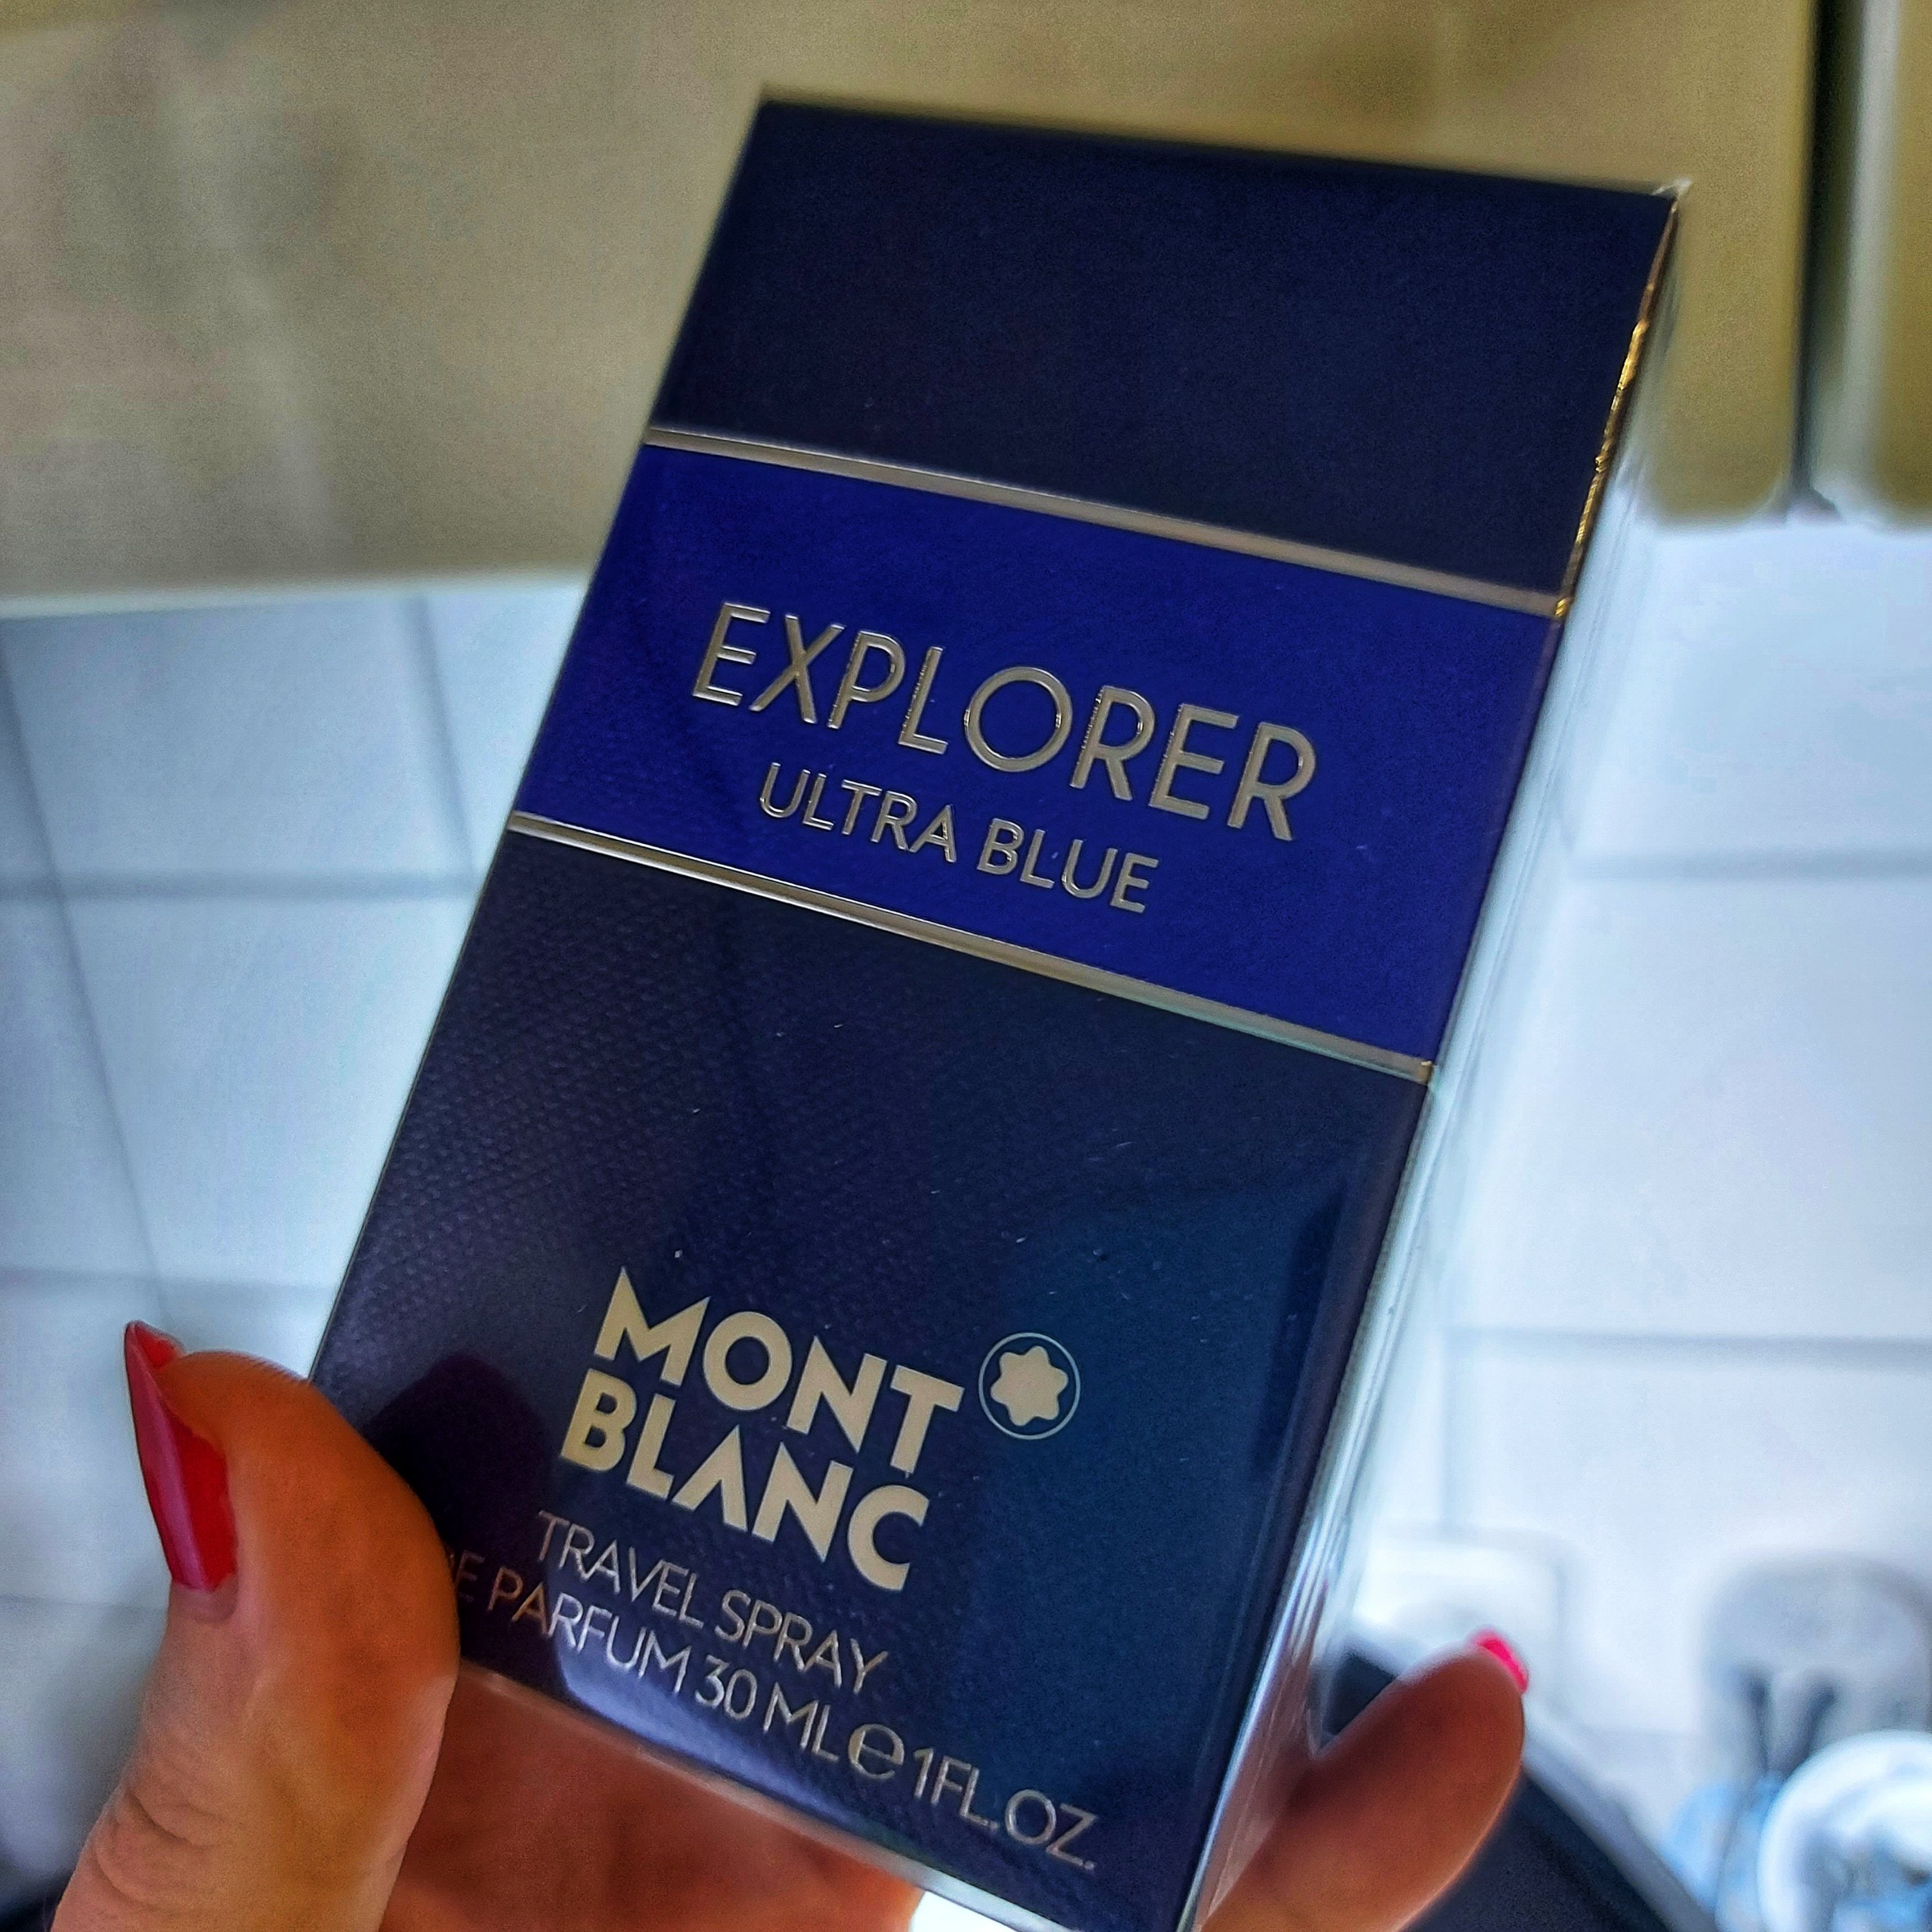 EXPLORER
ULTRA BLUE
MONT
BLANC
TRAVEL SPRAY
PARFUM 30 ML ℮ 1FL.OZ.